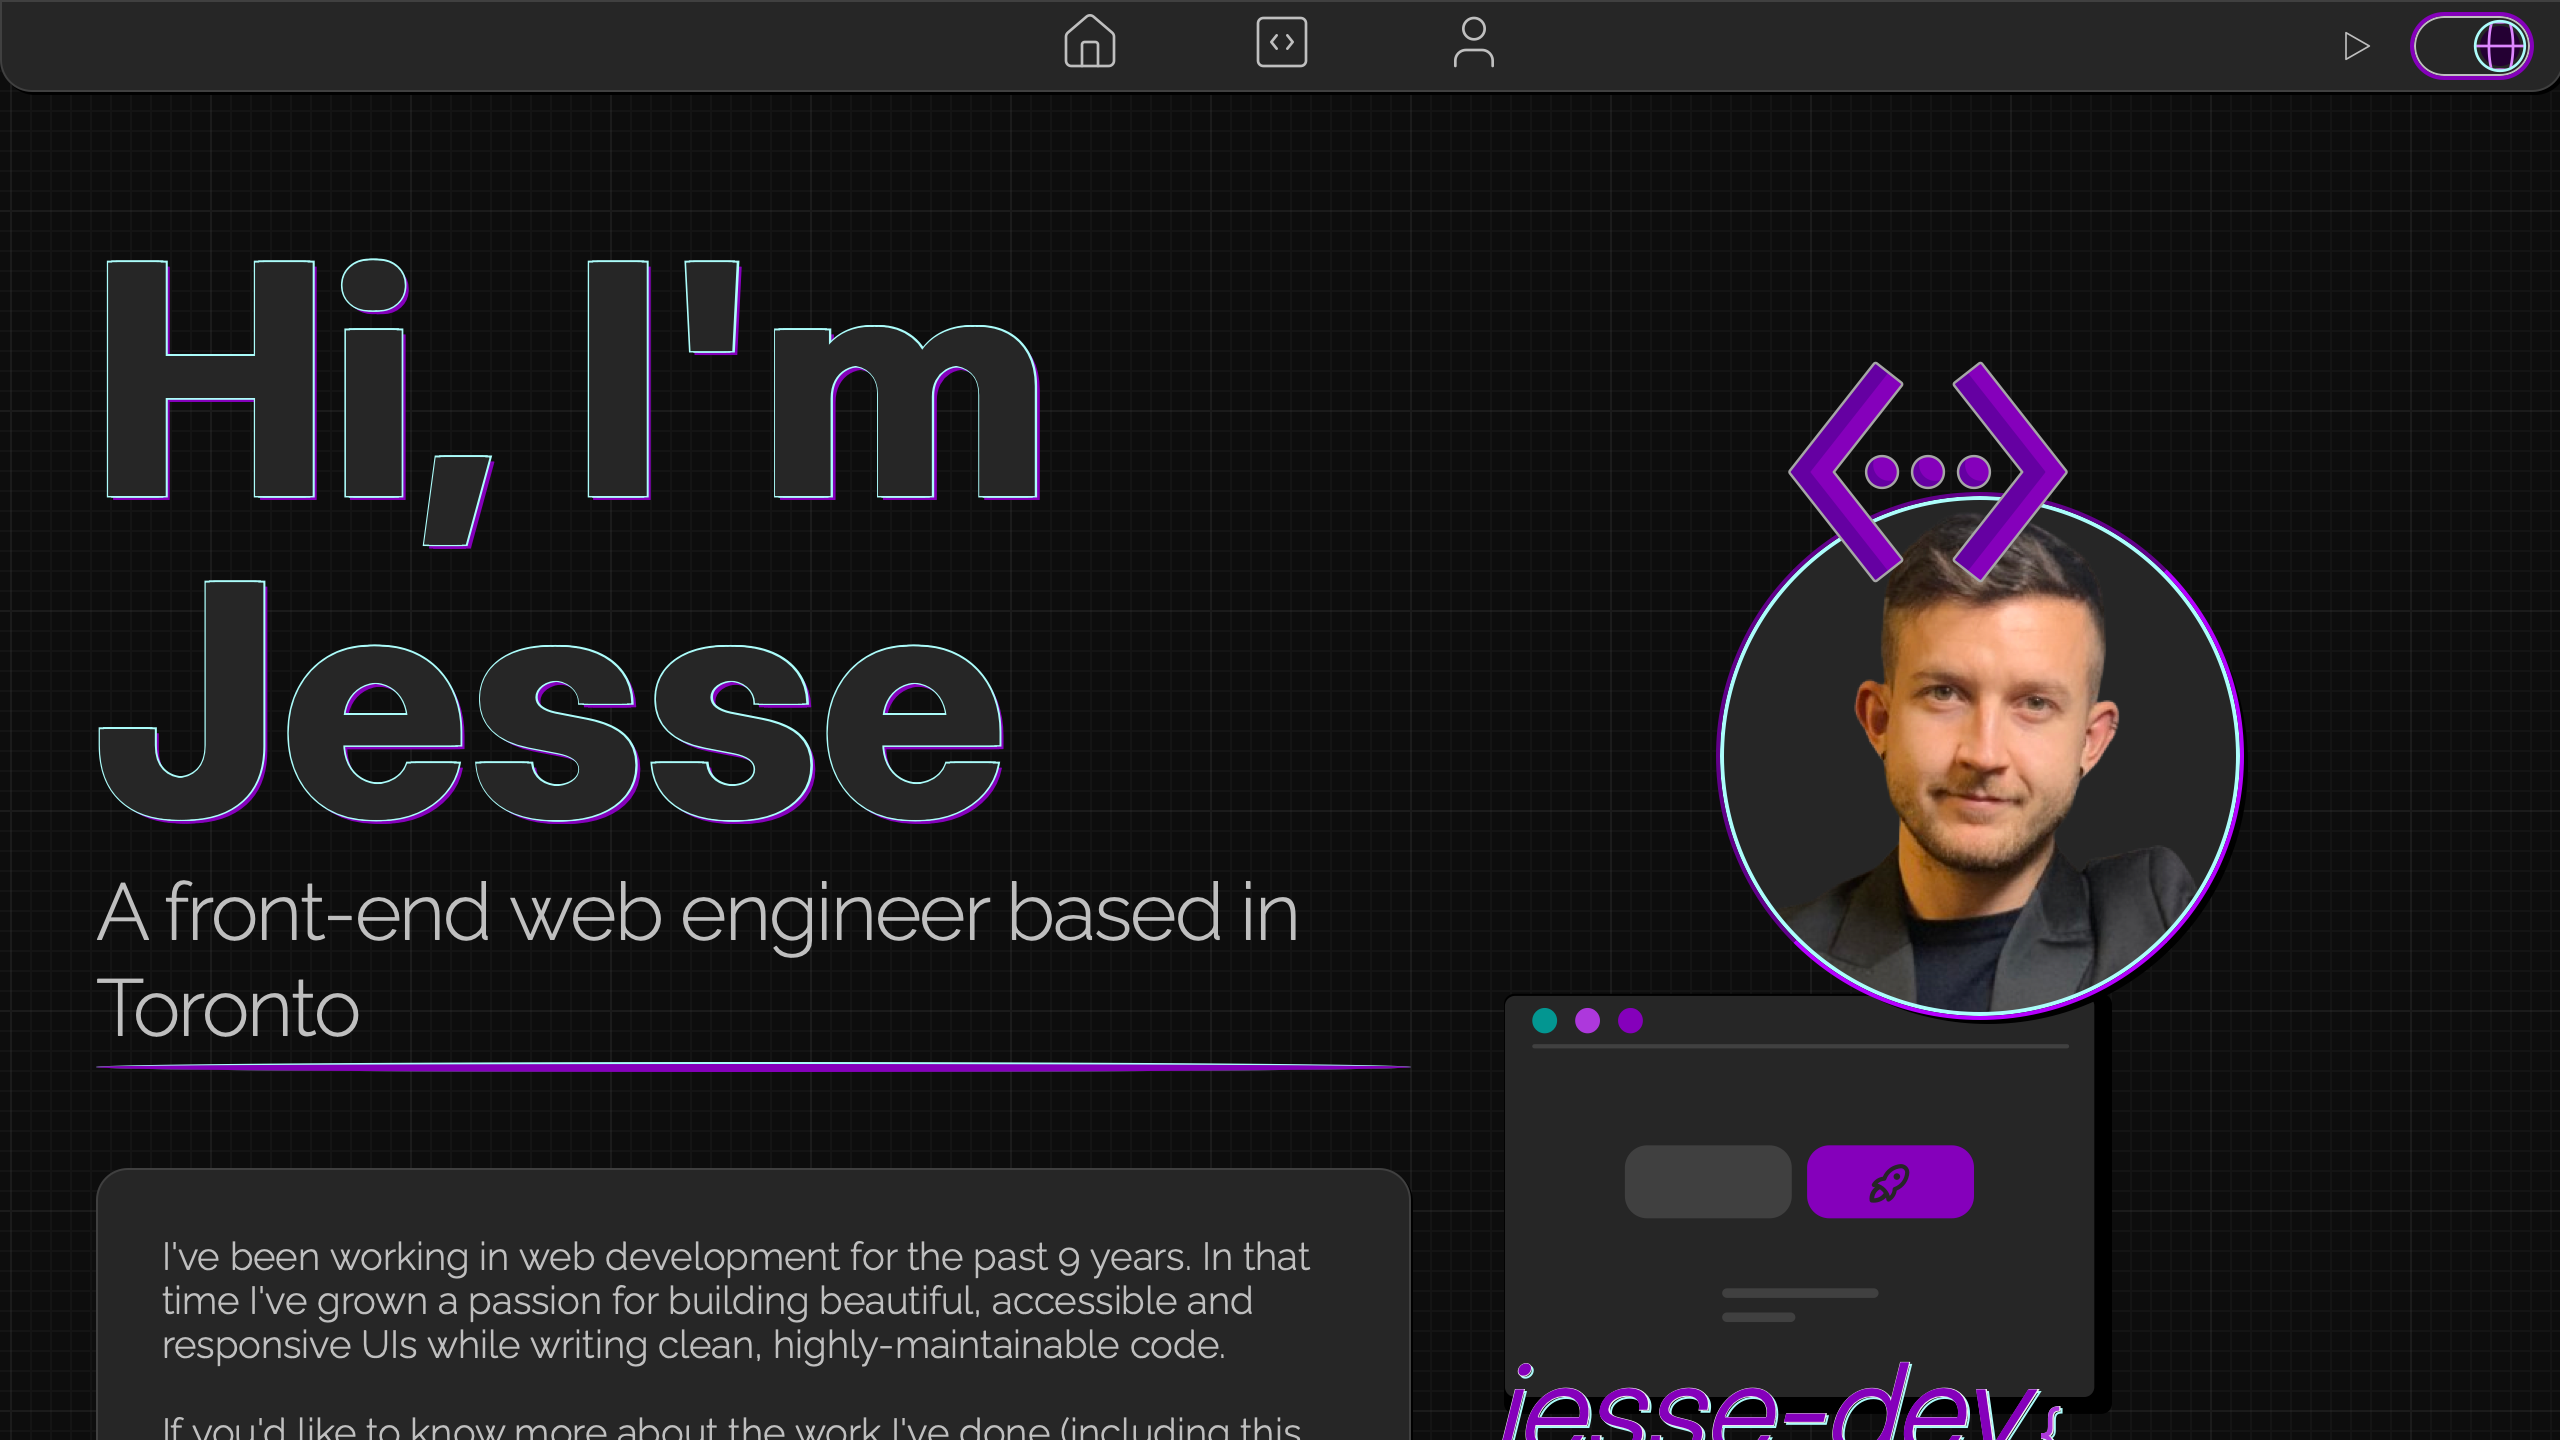 Hi, I'm
Jesse
A front-end web engineer based in
Toronto
I've been working in web development for the past 9 years. In that
time I've grown a passion for building beautiful, accessible and
responsive UIs while writing clean, highly-maintainable code.
If you'd like to know more about the work I've done (including this
jesse-dev{